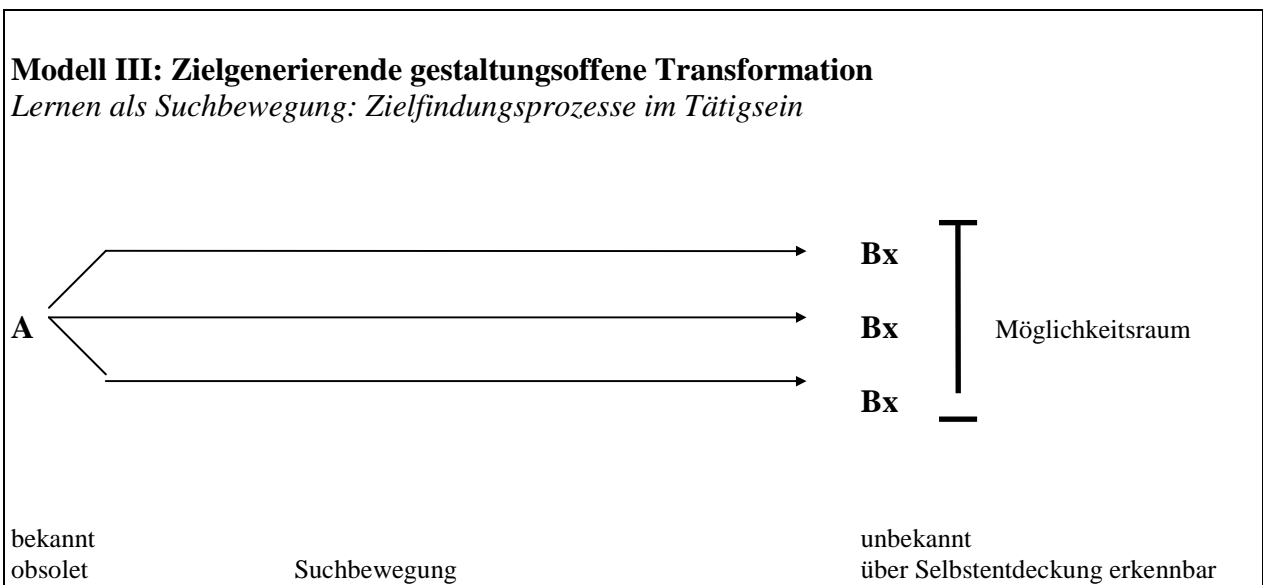 Modell III: Zielgenerierende gestaltungsoffene Transformation
Lernen als Suchbewegung: Zielfindungsprozesse im Tätigsein
Bx
A Bx Möglichkeitsraum
Bx
bekannt unbekannt
obsolet Suchbewegung über Selbstentdeckung erkennbar